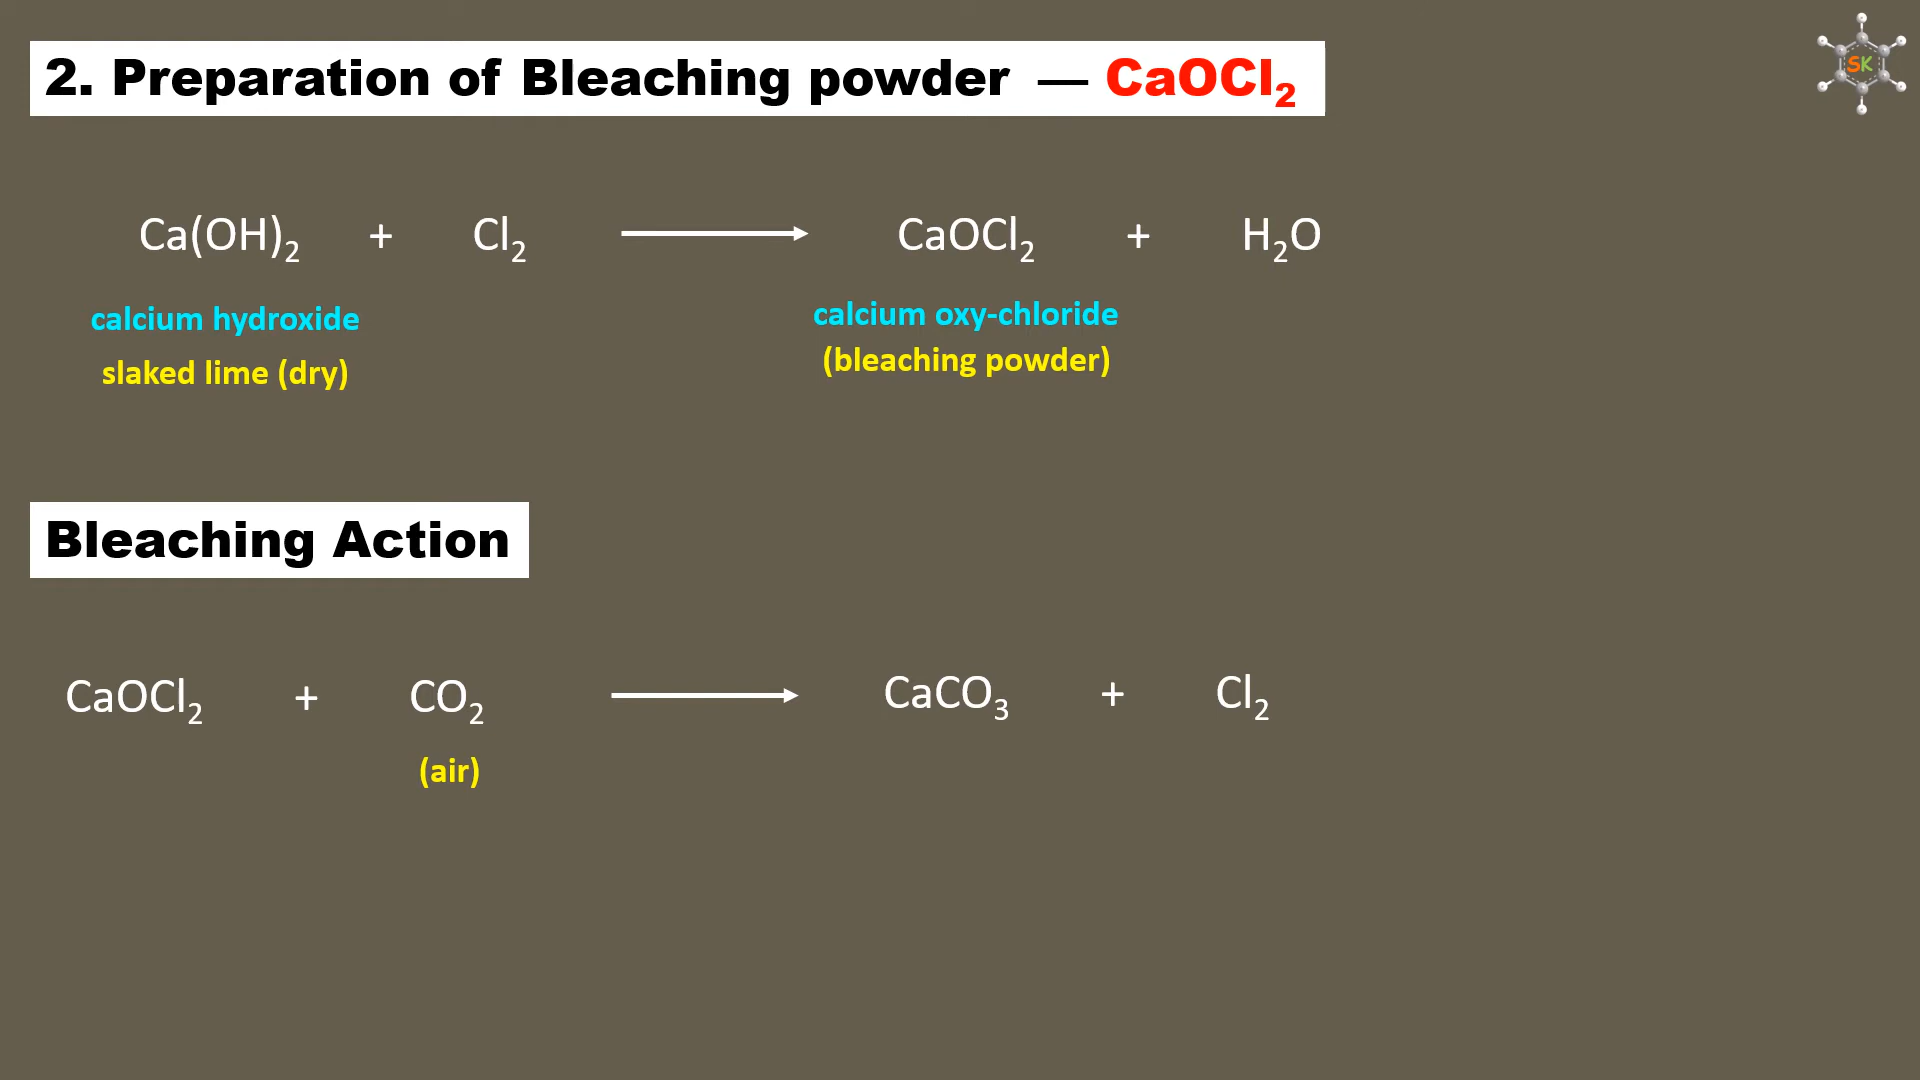 SK
2. Preparation of Bleaching powder — CaOCl₂
Ca(OH)₂ + Cl₂ ⟶ CaOCl₂ + H₂O
calcium hydroxide calcium oxy-chloride
slaked lime (dry) (bleaching powder)
Bleaching Action
CaOCl₂ + CO₂ ⟶ CaCO₃ + Cl₂
(air)